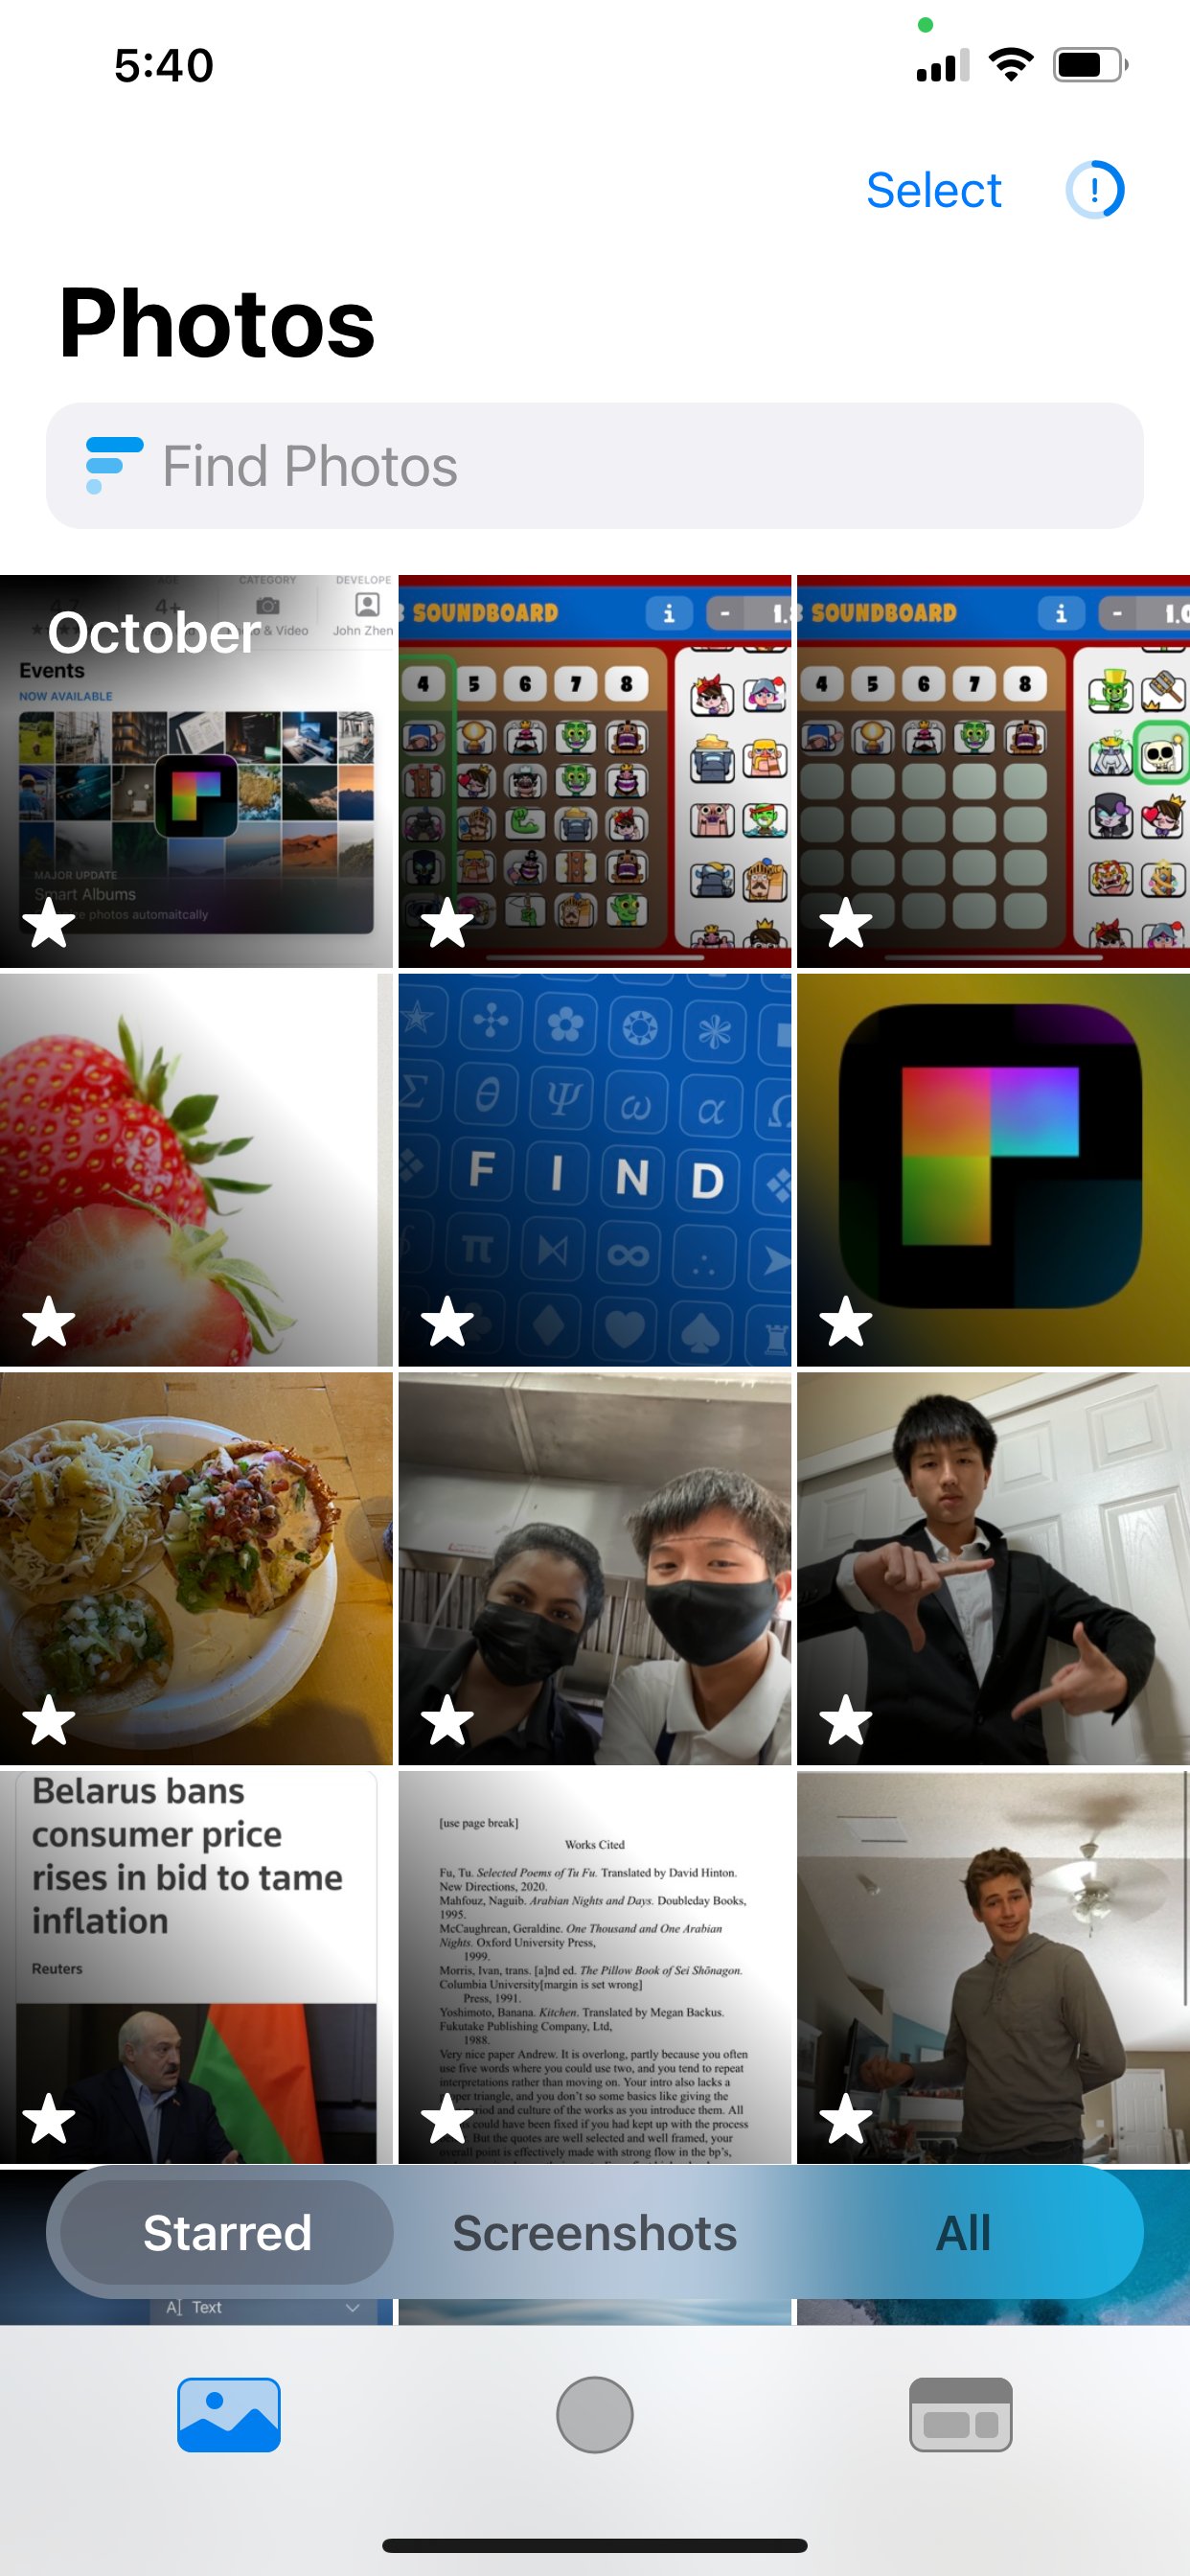 5:40
Select
Photos
Find Photos
October
AGE
CATEGORY
DEVELOPE
4+
& Video
John Zhen
Events
NOW AVAILABLE
MAJOR UPDATE
Smart Albums
photos automaitcally
SOUNDBOARD
i
-
4 5 6 7 8
SOUNDBOARD
i
-
1.0
4 5 6 7 8
Σ θ Ψ ω α Ω
F I N D
π ∞
Belarus bans
consumer price
rises in bid to tame
inflation
Reuters
[use page break]
Works Cited
Fu, Tu. Selected Poems of Tu Fu. Translated by David Hinton.
New Directions, 2020.
Mahfouz, Naguib. Arabian Nights and Days. Doubleday Books,
1995.
McCaughrean, Geraldine. One Thousand and One Arabian
Nights. Oxford University Press,
1999.
Morris, Ivan, trans. [a]nd ed. The Pillow Book of Sei Shōnagon.
Columbia University[margin is set wrong]
Press, 1991.
Yoshimoto, Banana. Kitchen. Translated by Megan Backus.
Fukutake Publishing Company, Ltd,
1988.
Very nice paper Andrew. It is overlong, partly because you often
use five words where you could use two, and you tend to repeat
interpretations rather than moving on. Your intro also lacks a
triangle, and you don't so some basics like giving the
period and culture of the works as you introduce them. All
could have been fixed if you had kept up with the process
But the quotes are well selected and well framed, your
overall point is effectively made with strong flow in the bp's,
Starred
Screenshots
All
Text